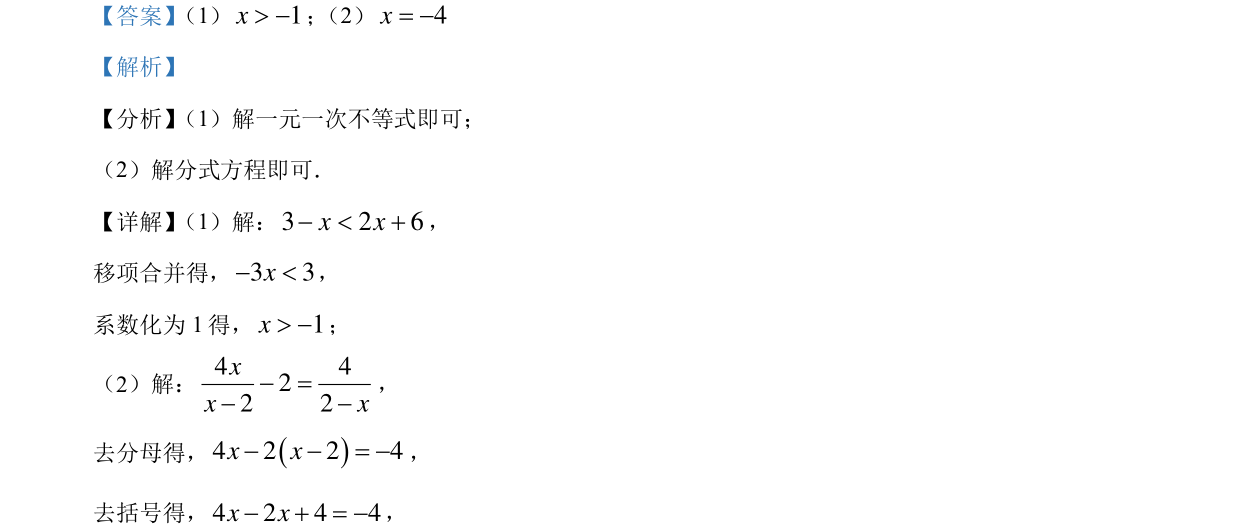 【答案】（1）x > −1；（2）x = −4
【解析】
【分析】（1）解一元一次不等式即可；
（2）解分式方程即可．
【详解】（1）解：3 − x < 2x + 6，
移项合并得，−3x < 3，
系数化为 1 得，x > −1；
（2）解：\frac{4x}{x−2} − 2 = \frac{4}{2−x}，
去分母得，4x − 2(x − 2) = −4，
去括号得，4x − 2x + 4 = −4，